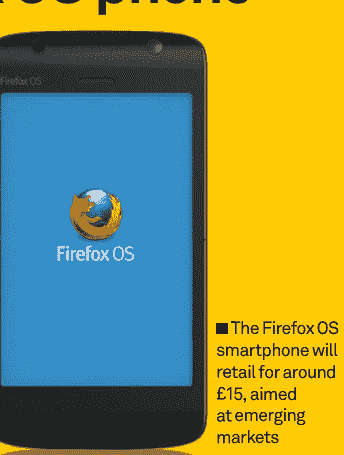 OS phone
Firefox OS
Firefox OS
■ The Firefox OS
smartphone will
retail for around
£15, aimed
at emerging
markets